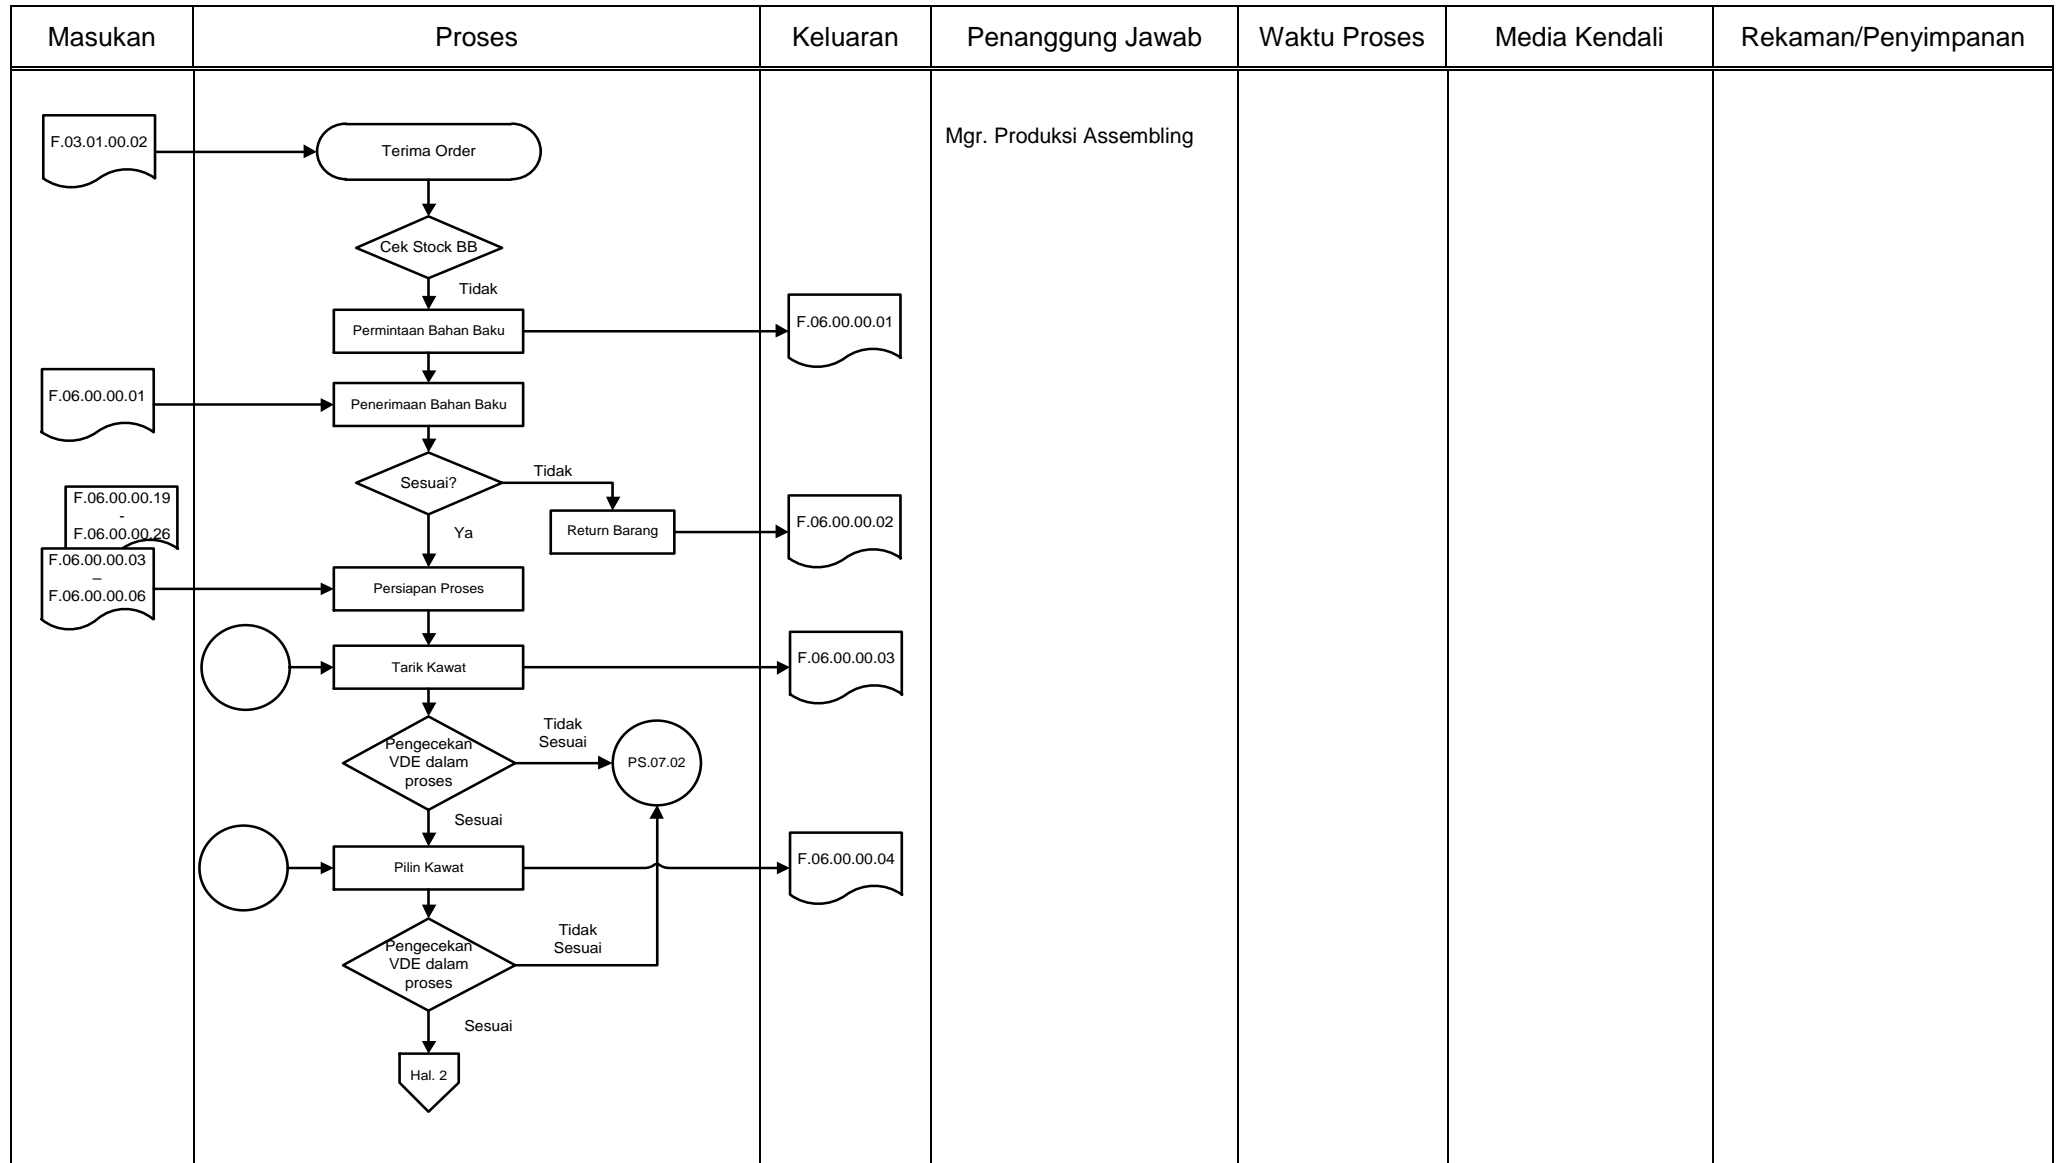 Masukan
Proses
Keluaran
Penanggung Jawab
Waktu Proses
Media Kendali
Rekaman/Penyimpanan
F.03.01.00.02
Terima Order
Mgr. Produksi Assembling
Cek Stock BB
Tidak
Permintaan Bahan Baku
F.06.00.00.01
F.06.00.00.01
Penerimaan Bahan Baku
Sesuai?
Tidak
F.06.00.00.19
-
F.06.00.00.26
Ya
Return Barang
F.06.00.00.02
F.06.00.00.03
–
F.06.00.00.06
Persiapan Proses
Tarik Kawat
F.06.00.00.03
Pengecekan
VDE dalam
proses
Tidak
Sesuai
PS.07.02
Sesuai
Pilin Kawat
F.06.00.00.04
Pengecekan
VDE dalam
proses
Tidak
Sesuai
Sesuai
Hal. 2